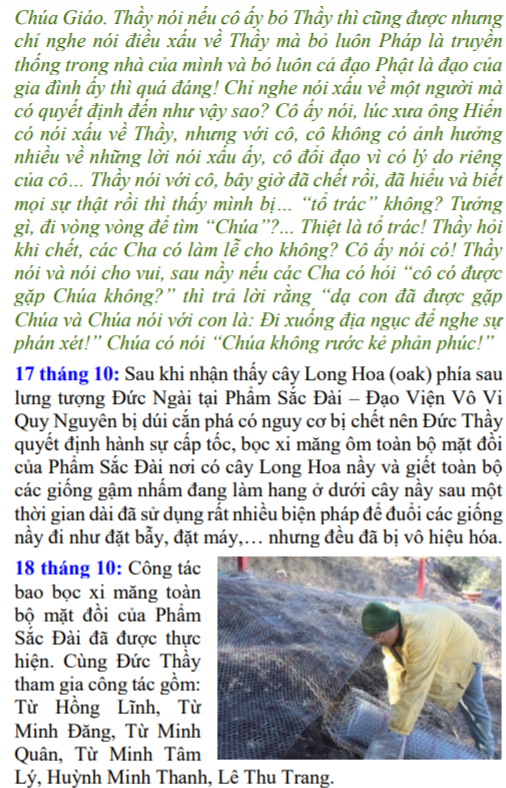 Chúa Giáo. Thầy nói nếu cô ấy bỏ Thầy thì cũng được nhưng
chỉ nghe nói điều xấu về Thầy mà bỏ luôn Pháp là truyền
thống trong nhà của mình và bỏ luôn cả đạo Phật là đạo của
gia đình ấy thì quá đáng! Chỉ nghe nói xấu về một người mà
có quyết định đến như vậy sao? Cô ấy nói, lúc xưa ông Hiển
có nói xấu về Thầy, nhưng với cô, cô không có ảnh hưởng
nhiều về những lời nói xấu ấy, cô đổi đạo vì có lý do riêng
của cô… Thầy nói với cô, bây giờ đã chết rồi, đã hiểu và biết
mọi sự thật rồi thì thấy mình bị… “tổ trác” không? Tưởng
gì, đi vòng vòng để tìm “Chúa”?... Thiệt là tổ trác! Thầy hỏi
khi chết, các Cha có làm lễ cho không? Cô ấy nói có! Thầy
nói và nói cho vui, sau nầy nếu các Cha có hỏi “cô có được
gặp Chúa không?” thì trả lời rằng “dạ con đã được gặp
Chúa và Chúa nói với con là: Đi xuống địa ngục để nghe sự
phán xét!” Chúa có nói “Chúa không rước kẻ phản phúc!”
17 tháng 10: Sau khi nhận thấy cây Long Hoa (oak) phía sau
lưng tượng Đức Ngài tại Phẩm Sắc Đài – Đạo Viện Vô Vi
Quy Nguyên bị dúi cắn phá có nguy cơ bị chết nên Đức Thầy
quyết định hành sự cấp tốc, bọc xi măng ôm toàn bộ mặt đồi
của Phẩm Sắc Đài nơi có cây Long Hoa nầy và giết toàn bộ
các giống gậm nhấm đang làm hang ở dưới cây nầy sau một
thời gian dài đã sử dụng rất nhiều biện pháp để đuổi các giống
nầy đi như đặt bẫy, đặt máy,… nhưng đều đã bị vô hiệu hóa.
18 tháng 10: Công tác
bao bọc xi măng toàn
bộ mặt đồi của Phẩm
Sắc Đài đã được thực
hiện. Cùng Đức Thầy
tham gia công tác gồm:
Từ Hồng Lĩnh, Từ
Minh Đăng, Từ Minh
Quân, Từ Minh Tâm
Lý, Huỳnh Minh Thanh, Lê Thu Trang.